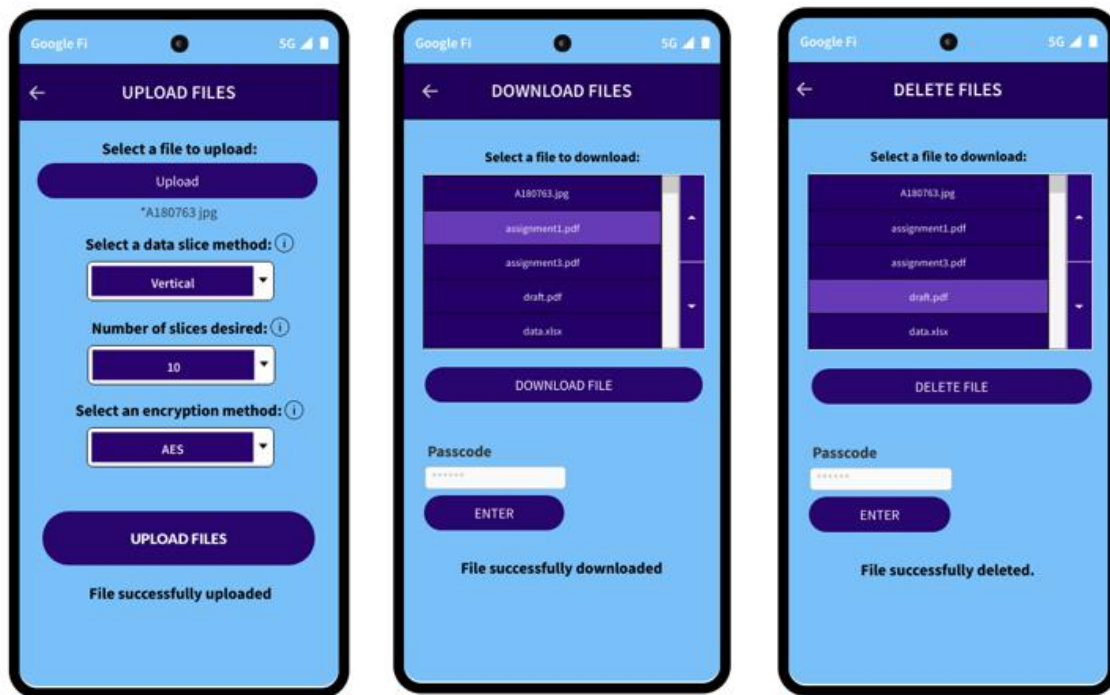 Google Fi
5G
UPLOAD FILES
Select a file to upload:
Upload
*A180763 jpg
Select a data slice method:
Vertical
Number of slices desired:
10
Select an encryption method:
AES
UPLOAD FILES
File successfully uploaded
Google Fi
5G
DOWNLOAD FILES
Select a file to download:
A180763.jpg
assignment1.pdf
assignment3.pdf
draft.pdf
data.xlsx
DOWNLOAD FILE
Passcode
******
ENTER
File successfully downloaded
Google Fi
5G
DELETE FILES
Select a file to download:
A180763.jpg
assignment1.pdf
assignment3.pdf
draft.pdf
data.xlsx
DELETE FILE
Passcode
******
ENTER
File successfully deleted.